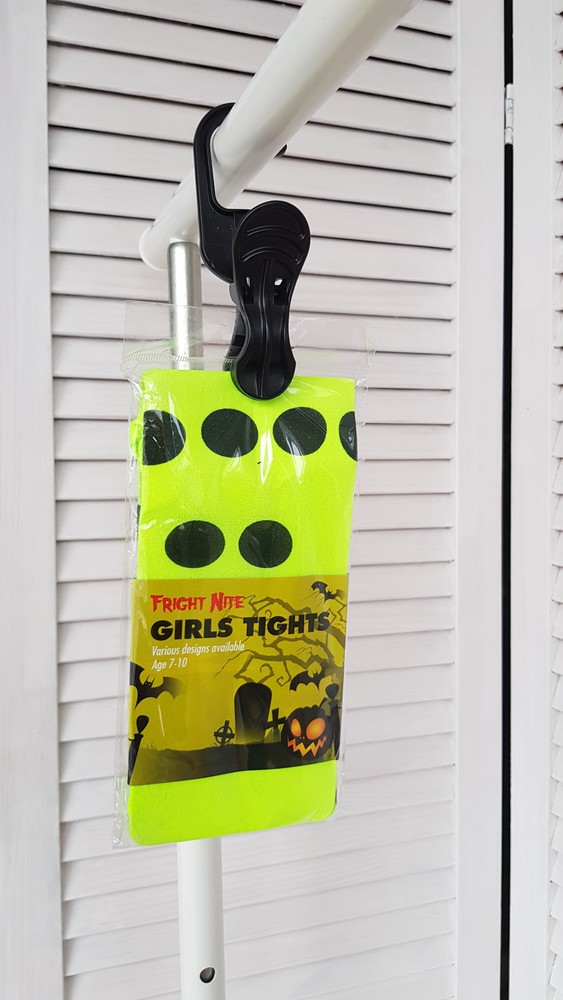 FRIGHT NITE
GIRLS TIGHTS
Various designs available
Age 7-10